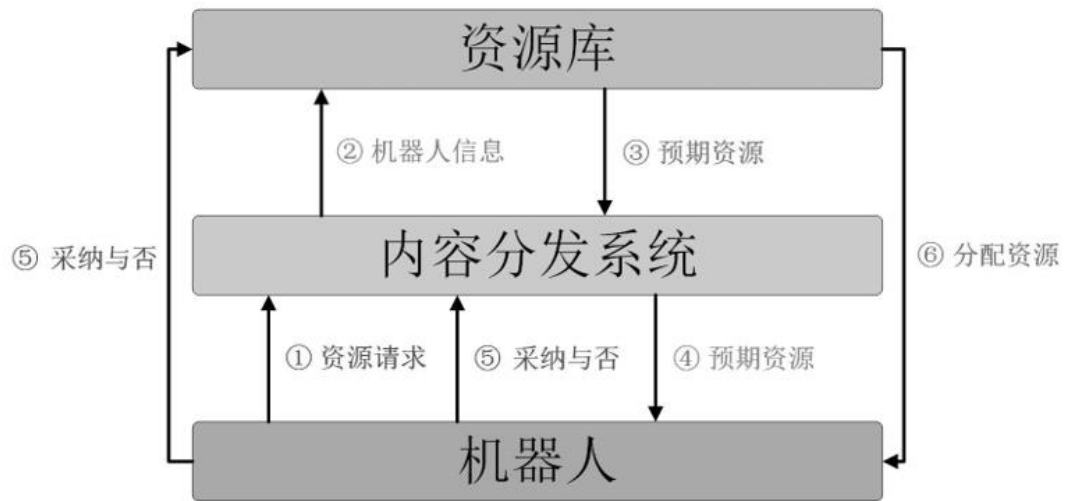 资源库
② 机器人信息
③ 预期资源
内容分发系统
⑤ 采纳与否
⑥ 分配资源
① 资源请求
⑤ 采纳与否
④ 预期资源
机器人